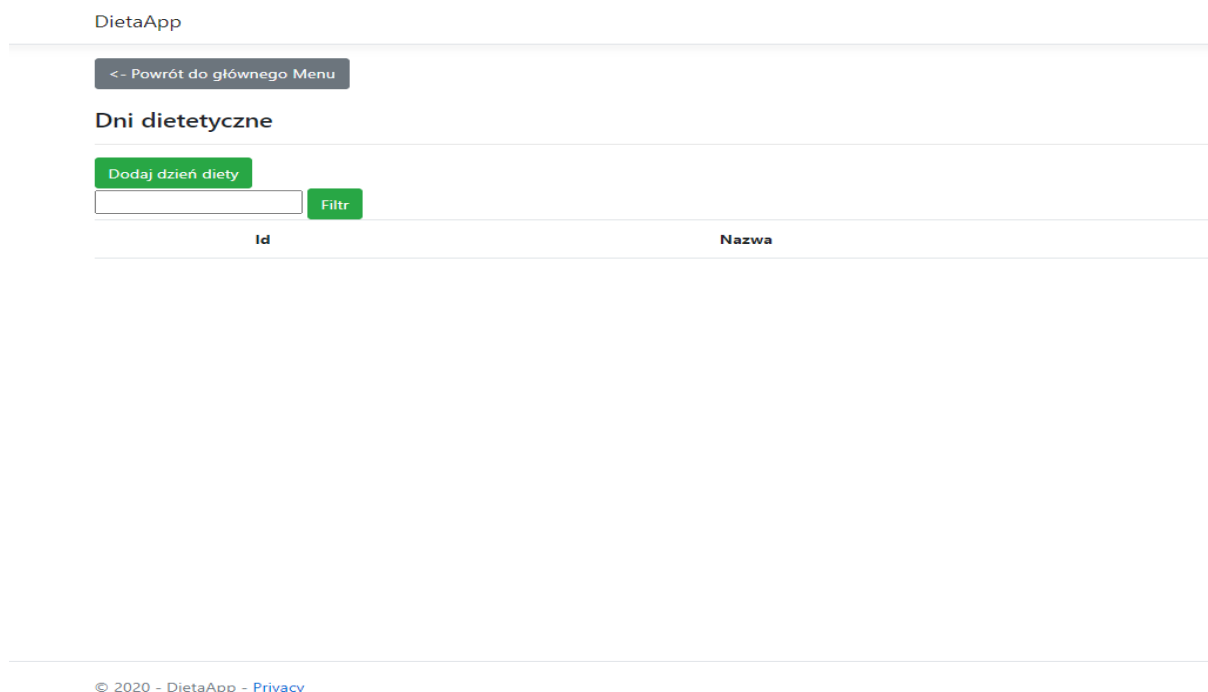 DietaApp
<- Powrót do głównego Menu
Dni dietetyczne
Dodaj dzień diety
Filtr
Id Nazwa
© 2020 - DietaApp - Privacy